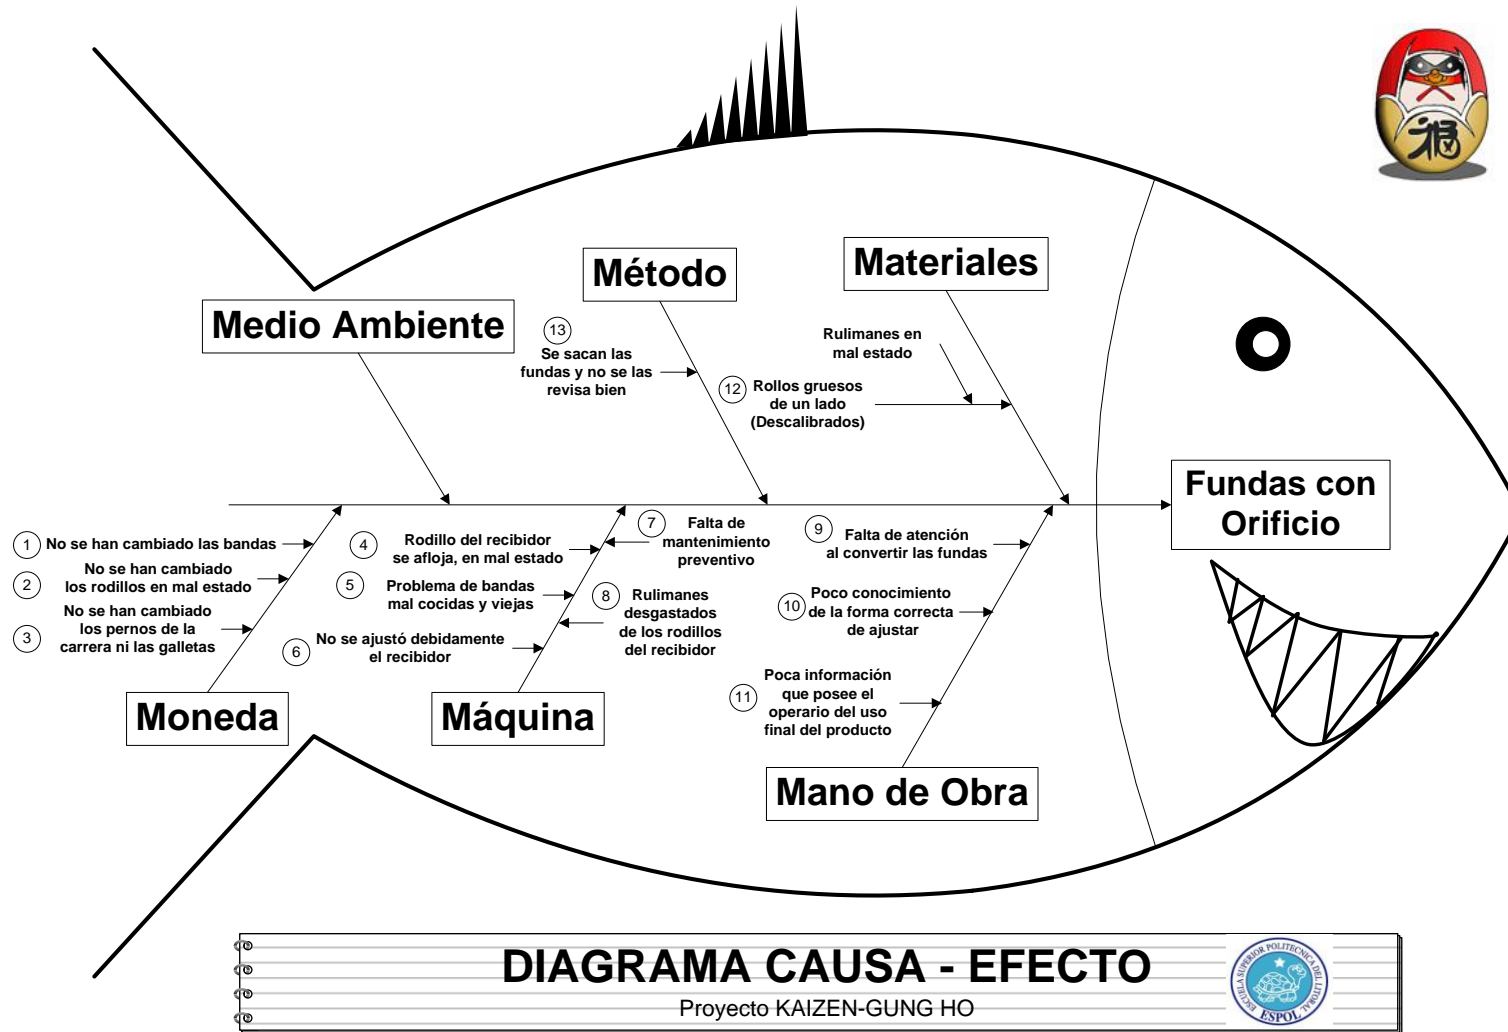 福
Método
Materiales
Medio Ambiente
13
Se sacan las
fundas y no se las
revisa bien
Rulimanes en
mal estado
12
Rollos gruesos
de un lado
(Descalibrados)
Fundas con
Orificio
1
No se han cambiado las bandas
2
No se han cambiado
los rodillos en mal estado
3
No se han cambiado
los pernos de la
carrera ni las galletas
Moneda
4
Rodillo del recibidor
se afloja, en mal estado
5
Problema de bandas
mal cocidas y viejas
6
No se ajustó debidamente
el recibidor
7
Falta de
mantenimiento
preventivo
8
Rulimanes
desgastados
de los rodillos
del recibidor
Máquina
9
Falta de atención
al convertir las fundas
10
Poco conocimiento
de la forma correcta
de ajustar
11
Poca información
que posee el
operario del uso
final del producto
Mano de Obra
DIAGRAMA CAUSA - EFECTO
Proyecto KAIZEN-GUNG HO
ESCUELA SUPERIOR POLITECNICA DEL LITORAL
ESPOL